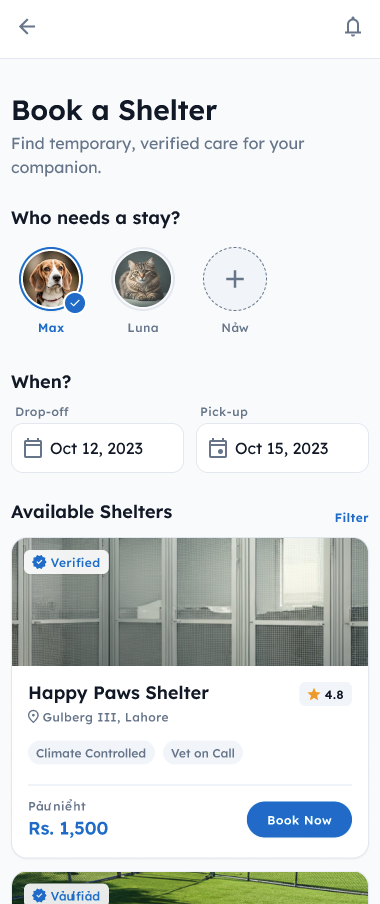 Book a Shelter
Find temporary, verified care for your
companion.
Who needs a stay?
Max
Luna
Nåw
When?
Drop-off
Pick-up
Oct 12, 2023
Oct 15, 2023
Available Shelters
Filter
Verified
Happy Paws Shelter
4.8
Gulberg III, Lahore
Climate Controlled
Vet on Call
Rs. 1,500
Book Now